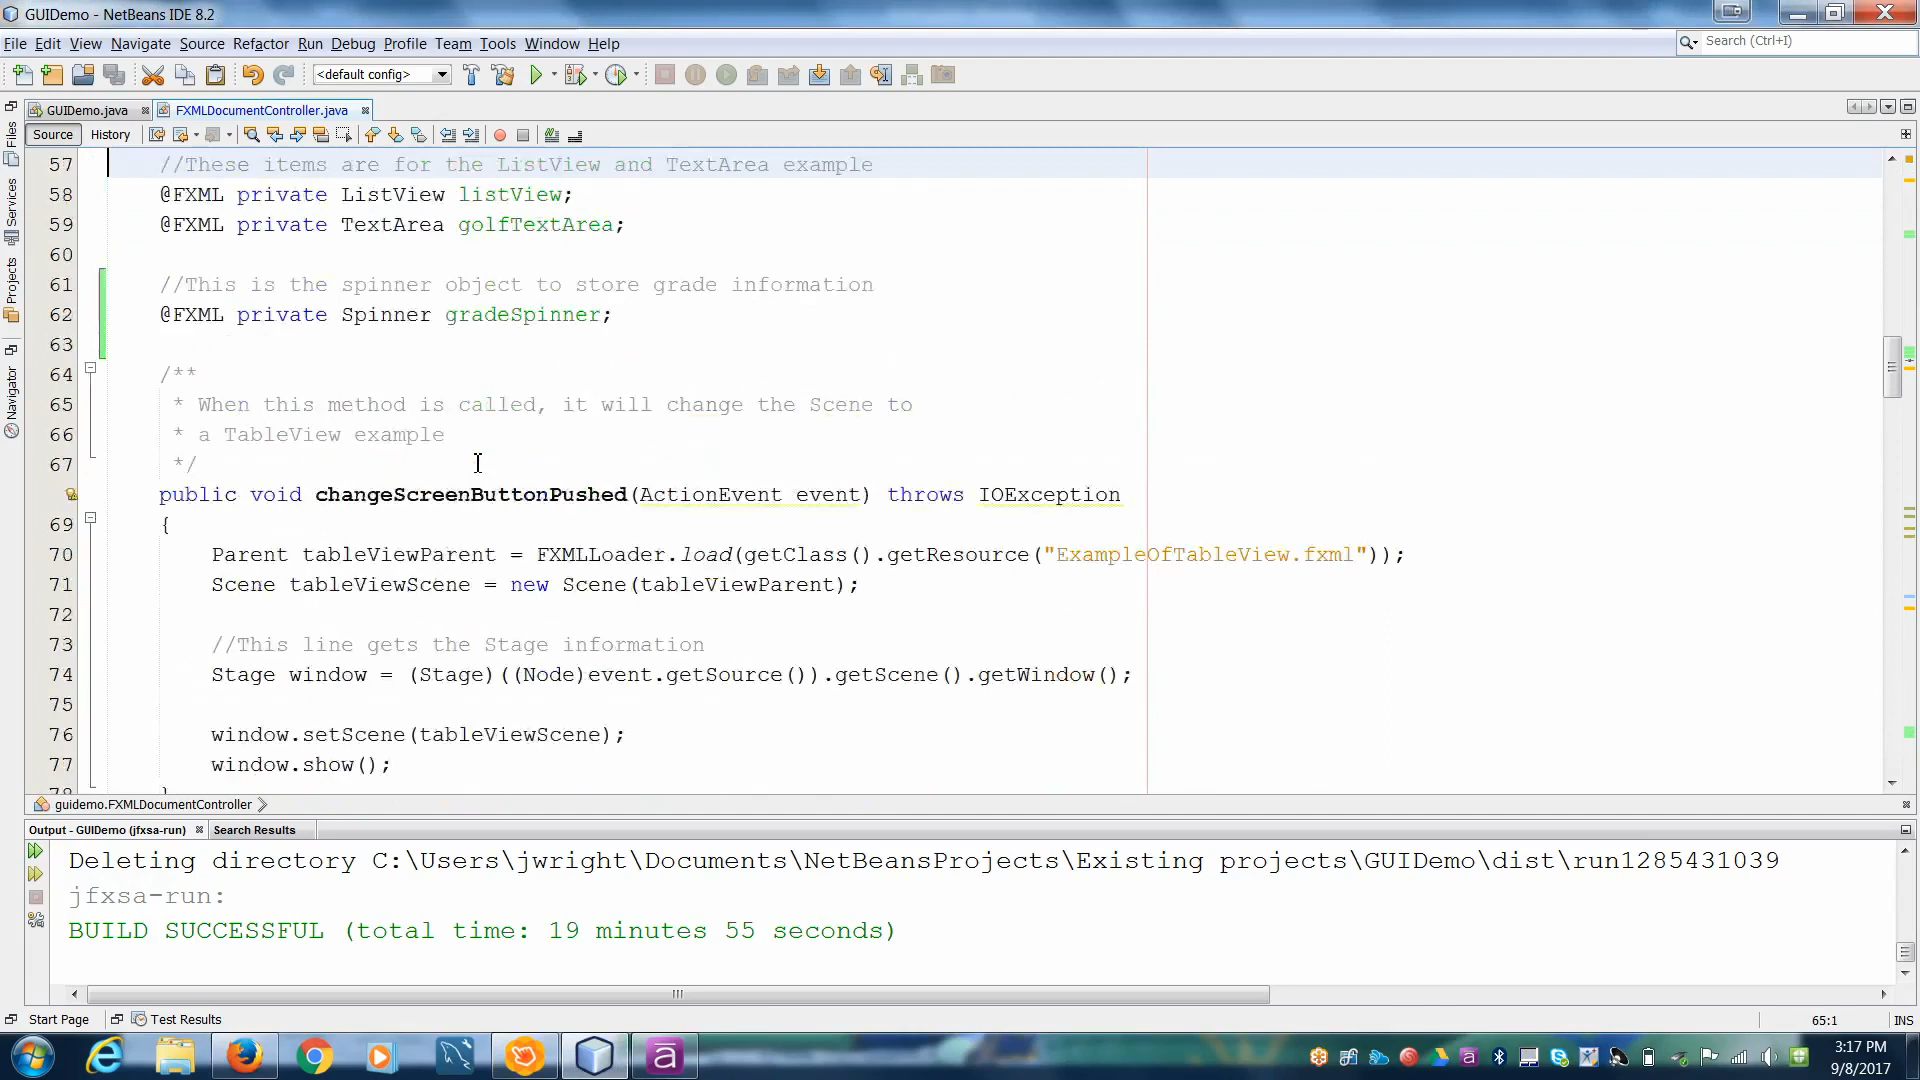 GUIDemo - NetBeans IDE 8.2
File Edit View Navigate Source Refactor Run Debug Profile Team Tools Window Help
Search (Ctrl+I)
<default config>
GUIDemo.java
FXMLDocumentController.java
Source History
Files
Services
Projects
Navigator
57 //These items are for the ListView and TextArea example
58 @FXML private ListView listView;
59 @FXML private TextArea golfTextArea;
60
61 //This is the spinner object to store grade information
62 @FXML private Spinner gradeSpinner;
63
64 /**
65 * When this method is called, it will change the Scene to
66 * a TableView example
67 */
public void changeScreenButtonPushed(ActionEvent event) throws IOException
69 {
70 Parent tableViewParent = FXMLLoader.load(getClass().getResource("ExampleOfTableView.fxml"));
71 Scene tableViewScene = new Scene(tableViewParent);
72
73 //This line gets the Stage information
74 Stage window = (Stage)((Node)event.getSource()).getScene().getWindow();
75
76 window.setScene(tableViewScene);
77 window.show();
guidemo.FXMLDocumentController
Output - GUIDemo (jfxsa-run) Search Results
Deleting directory C:\Users\jwright\Documents\NetBeansProjects\Existing projects\GUIDemo\dist\run1285431039
jfxsa-run:
BUILD SUCCESSFUL (total time: 19 minutes 55 seconds)
Start Page Test Results
65:1 INS
3:17 PM
9/8/2017